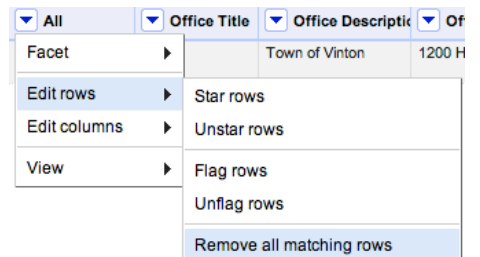 All Office Title Office Descriptio Of
Facet Town of Vinton 1200 H
Edit rows
Edit columns
View
Star rows
Unstar rows
Flag rows
Unflag rows
Remove all matching rows